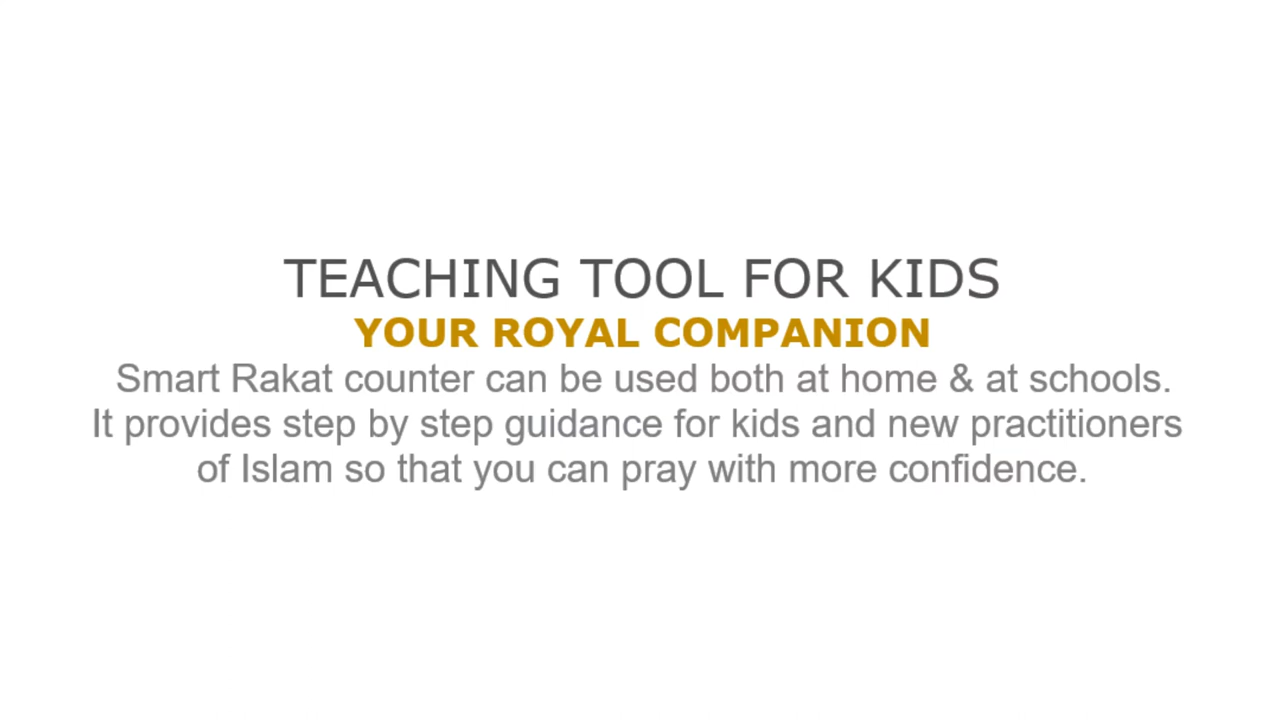 TEACHING TOOL FOR KIDS
YOUR ROYAL COMPANION
Smart Rakat counter can be used both at home & at schools.
It provides step by step guidance for kids and new practitioners
of Islam so that you can pray with more confidence.